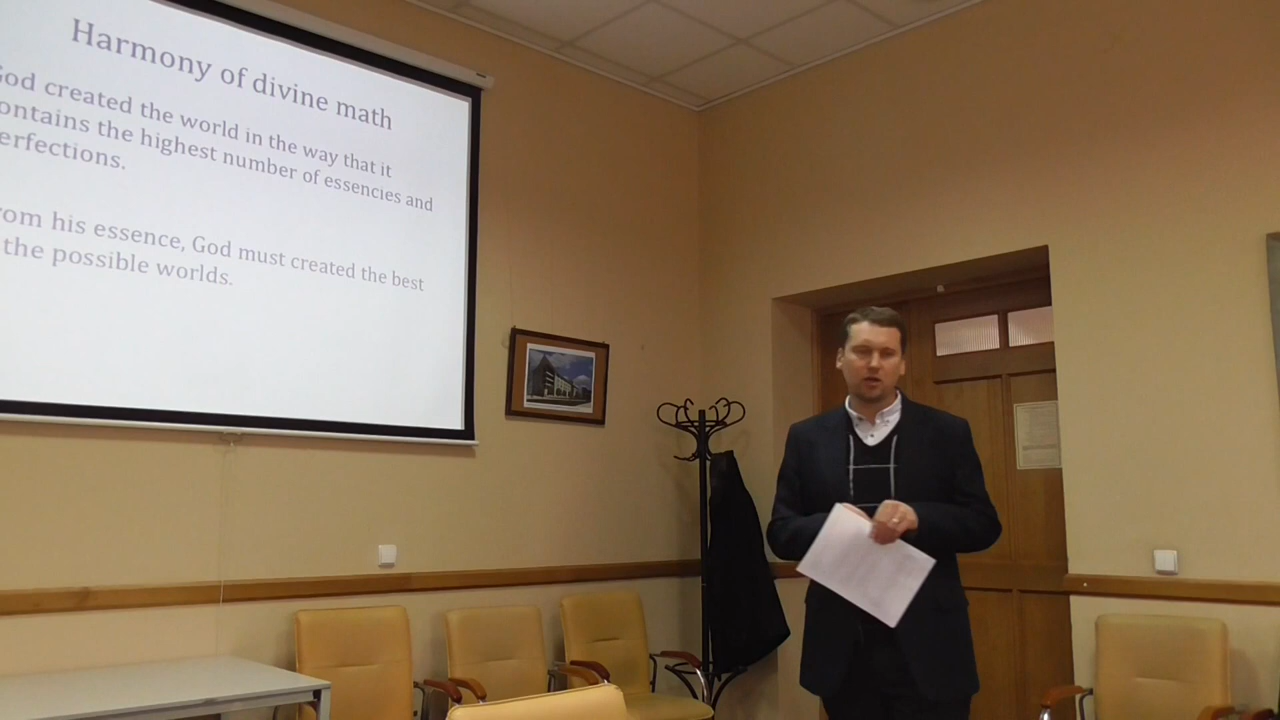 Harmony of divine math
God created the world in the way that it
ontains the highest number of essencies and
erfections.
rom his essence, God must created the best
the possible worlds.